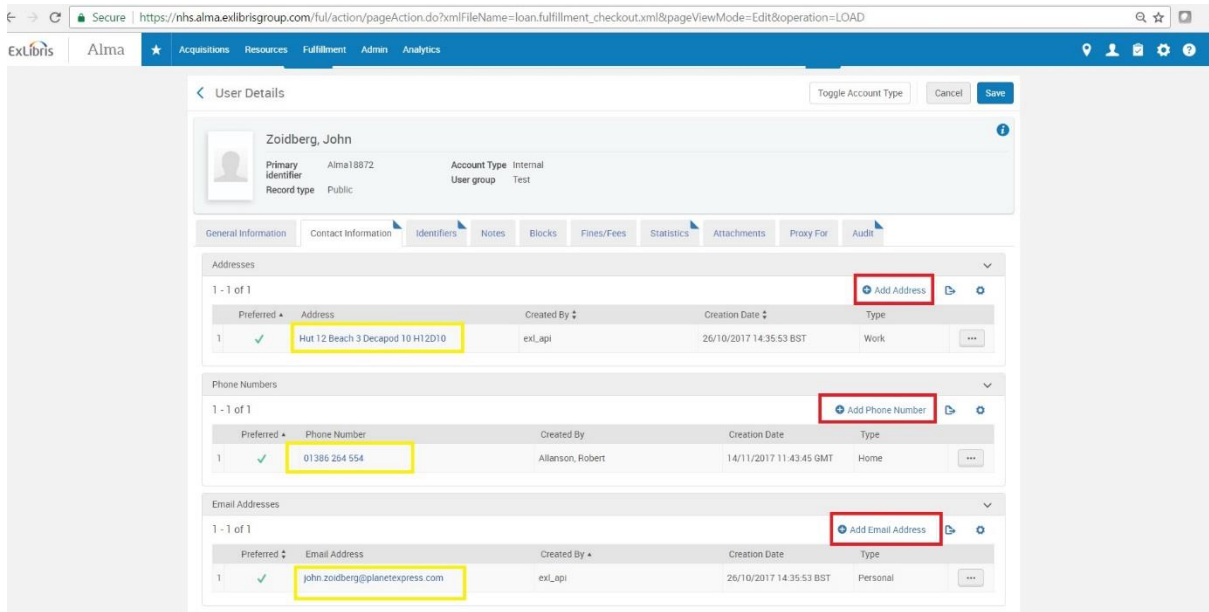 Secure | https://nhs.alma.exlibrisgroup.com/ful/action/pageAction.do?xmlFileName=loan.fulfillment_checkout.xml&pageViewMode=Edit&operation=LOAD
ExLibris Alma Acquisitions Resources Fulfillment Admin Analytics
User Details Toggle Account Type Cancel Save
Zoidberg, John
Primary identifier Alma18872 Account Type Internal
Record type Public User group Test
General Information Contact Information Identifiers Notes Blocks Fines/Fees Statistics Attachments Proxy For Audit
Addresses
1 - 1 of 1 Add Address
Preferred Address Created By Creation Date Type
1 Hut 12 Beach 3 Decapod 10 H12D10 exl_api 26/10/2017 14:35:53 BST Work
Phone Numbers
1 - 1 of 1 Add Phone Number
Preferred Phone Number Created By Creation Date Type
1 01386 264 554 Allanson, Robert 14/11/2017 11:43:45 GMT Home
Email Addresses
1 - 1 of 1 Add Email Address
Preferred Email Address Created By Creation Date Type
1 john.zoidberg@planetexpress.com exl_api 26/10/2017 14:35:53 BST Personal